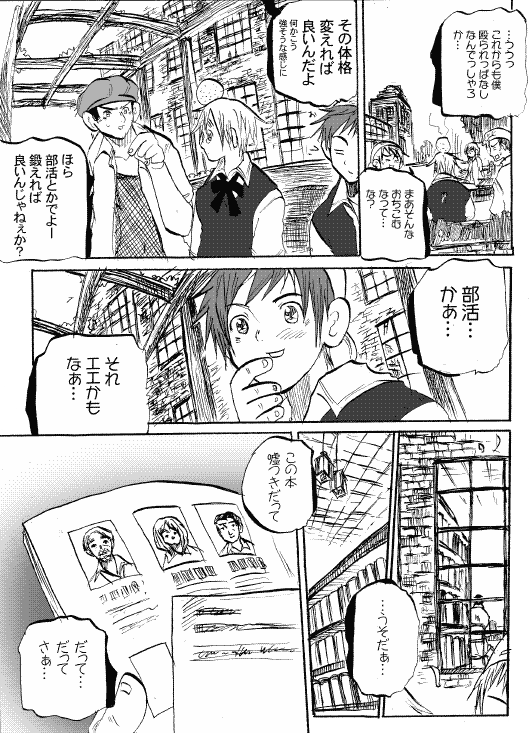 …うつっ
これからも僕
殴られっぱなし
なんでっしゃろ
か…
まあそんな
おちこむ
なって…
な?
その体格
変えれば
良いんだよ
何かこう
強そうな感じに
ほら
部活とかでよー
鍛えれば
良いんじゃねぇか?
部活…
かぁ…
それ
エエかも
なぁ…
…うそだぁ…
この本
嘘つきだって
だって…
だって
さぁ…